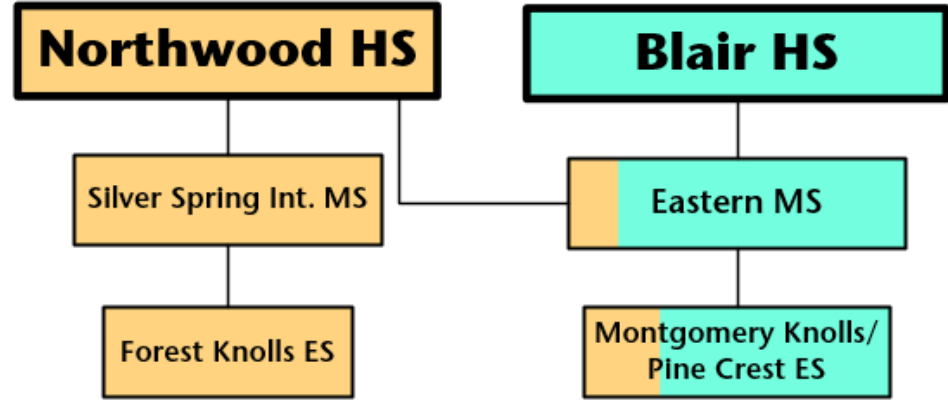 Northwood HS
Blair HS
Silver Spring Int. MS
Eastern MS
Forest Knolls ES
Montgomery Knolls/
Pine Crest ES